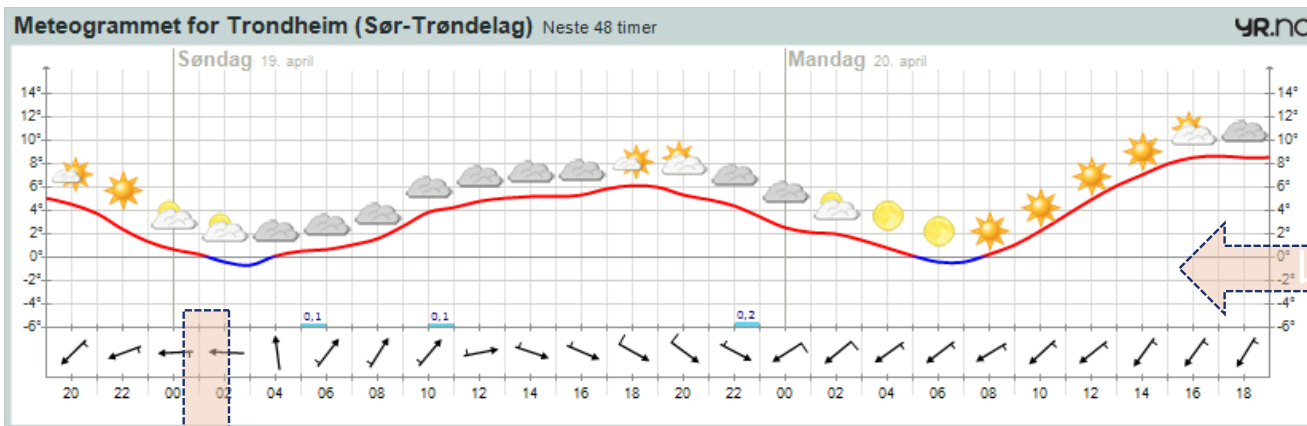 Meteogrammet for Trondheim (Sør-Trøndelag) Neste 48 timer
YR.no
Søndag 19. april
Mandag 20. april
14° 14°
12° 12°
10° 10°
8° 8°
6° 6°
4° 4°
2° 2°
0° 0°
-2° -2°
-4° -4°
-6° 0,1 0,1 0,2 -6°
20 22 00 02 04 06 08 10 12 14 16 18 20 22 00 02 04 06 08 10 12 14 16 18